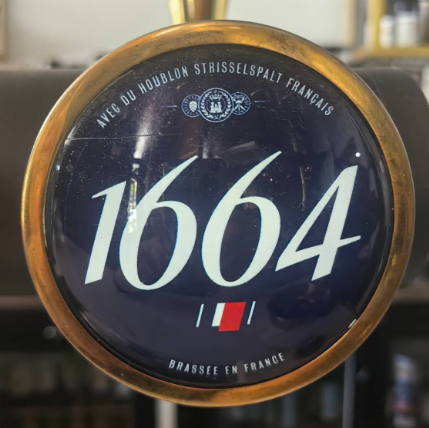 AVEC DU HOUBLON STRISSELSPALT FRANÇAIS
1664
BRASSÉE EN FRANCE